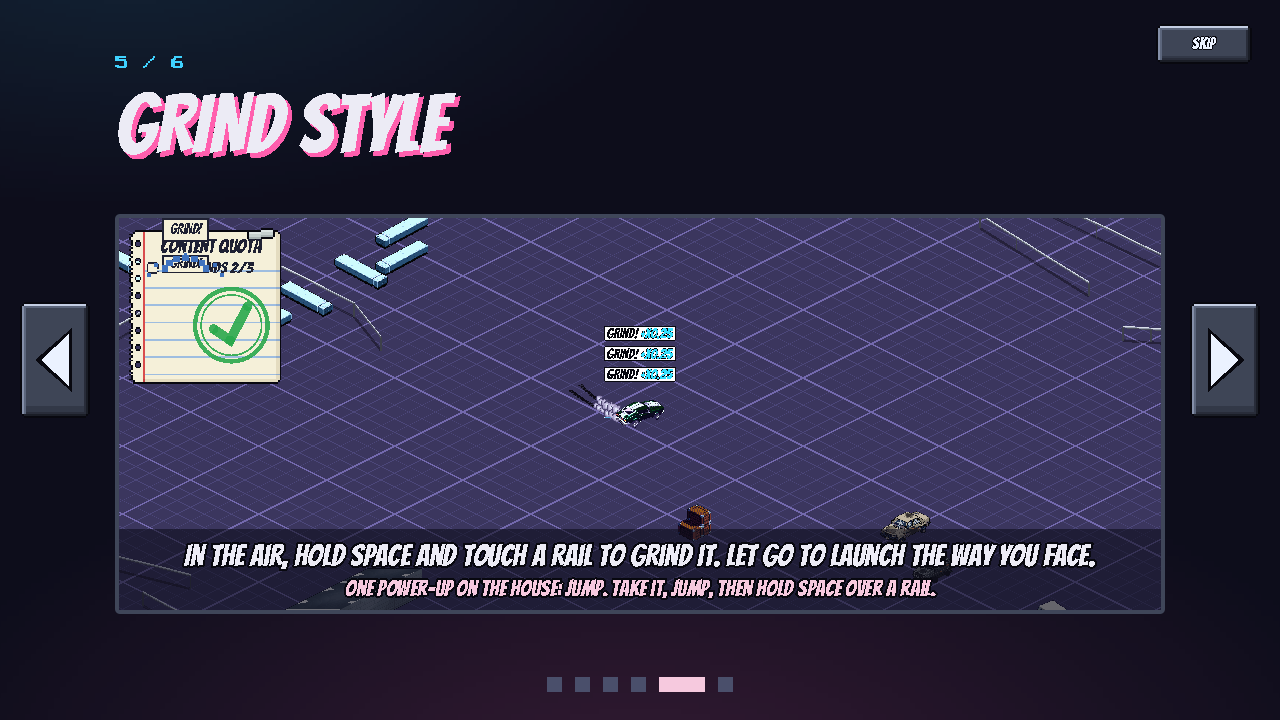 SKIP
5 / 6
GRIND STYLE
GRIND!
CONTENT QUOTA
2/3
GRIND!
GRIND!
GRIND!
IN THE AIR, HOLD SPACE AND TOUCH A RAIL TO GRIND IT. LET GO TO LAUNCH THE WAY YOU FACE.
ONE POWER-UP ON THE HOUSE: JUMP. TAKE IT, JUMP, THEN HOLD SPACE OVER A RAIL.